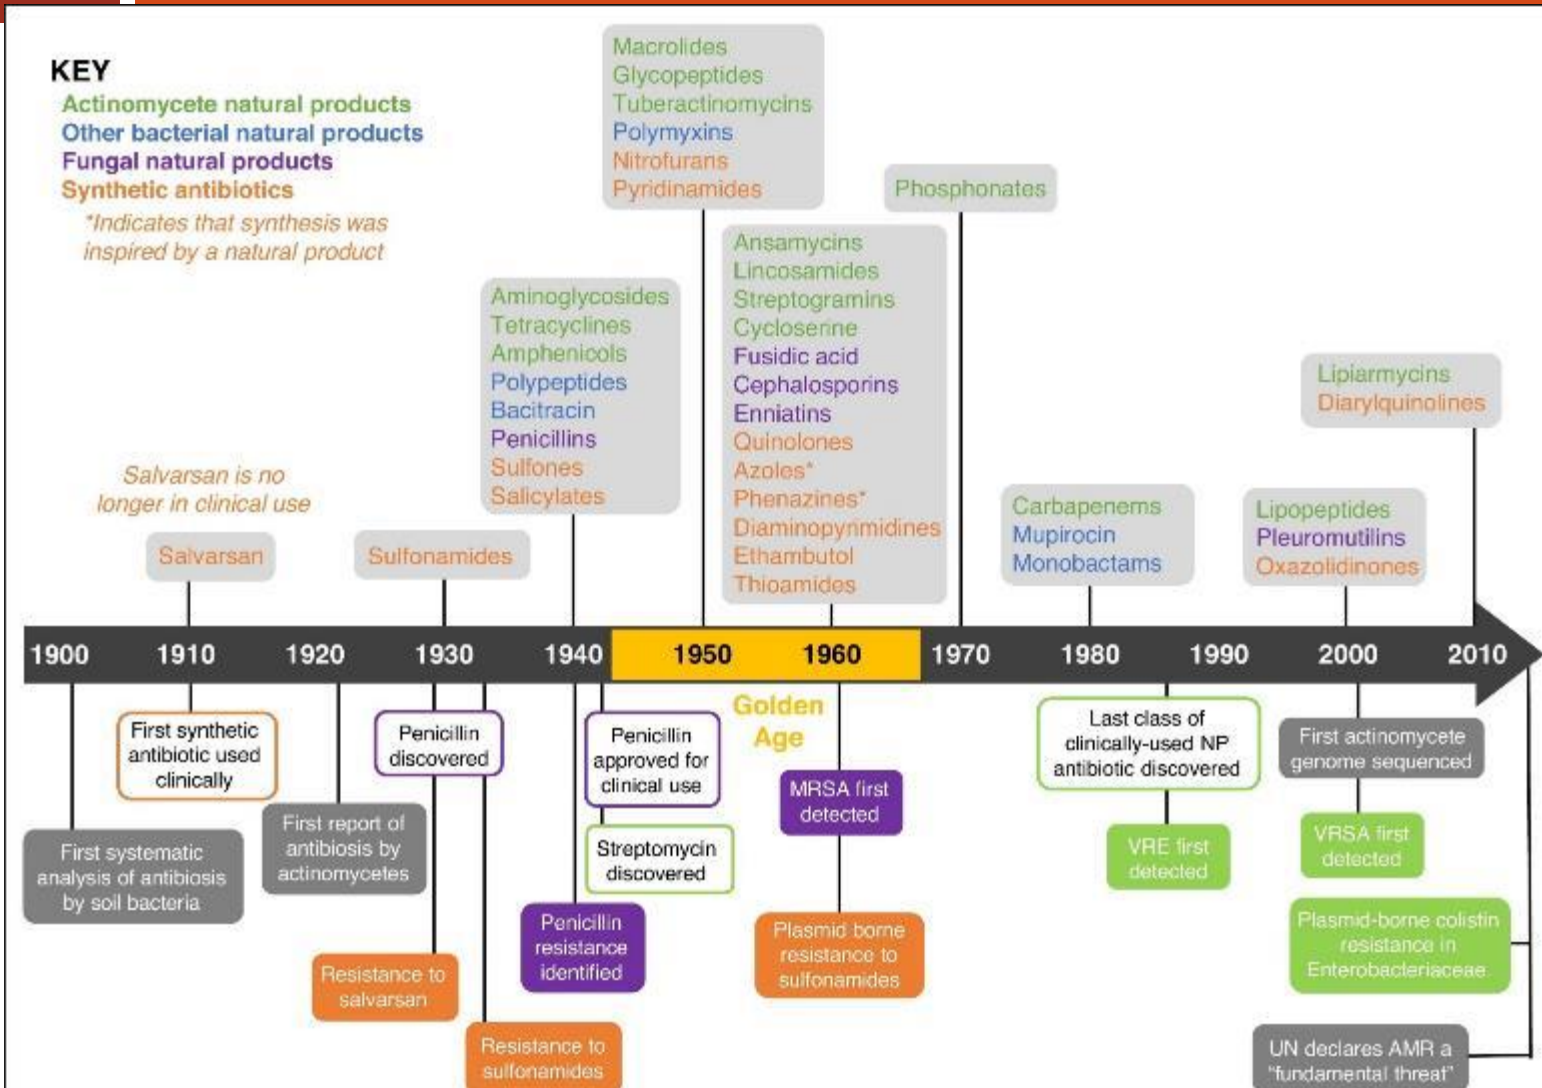 KEY
Actinomycete natural products
Other bacterial natural products
Fungal natural products
Synthetic antibiotics
*Indicates that synthesis was
inspired by a natural product
Salvarsan is no
longer in clinical use
Salvarsan
Sulfonamides
Aminoglycosides
Tetracyclines
Amphenicols
Polypeptides
Bacitracin
Penicillins
Sulfones
Salicylates
Macrolides
Glycopeptides
Tuberactinomycins
Polymyxins
Nitrofurans
Pyridinamides
Ansamycins
Lincosamides
Streptogramins
Cycloserine
Fusidic acid
Cephalosporins
Enniatins
Quinolones
Azoles*
Phenazines*
Diaminopyrimidines
Ethambutol
Thioamides
Phosphonates
Carbapenems
Mupirocin
Monobactams
Lipopeptides
Pleuromutilins
Oxazolidinones
Lipiarmycins
Diarylquinolines
1900 1910 1920 1930 1940 1950 1960 1970 1980 1990 2000 2010
Golden
Age
First systematic
analysis of antibiosis
by soil bacteria
First synthetic
antibiotic used
clinically
First report of
antibiosis by
actinomycetes
Penicillin
discovered
Resistance to
salvarsan
Resistance to
sulfonamides
Penicillin
resistance
identified
Penicillin
approved for
clinical use
Streptomycin
discovered
MRSA first
detected
Plasmid borne
resistance to
sulfonamides
Last class of
clinically-used NP
antibiotic discovered
VRE first
detected
First actinomycete
genome sequenced
VRSA first
detected
Plasmid-borne colistin
resistance in
Enterobacteriaceae
UN declares AMR a
"fundamental threat"